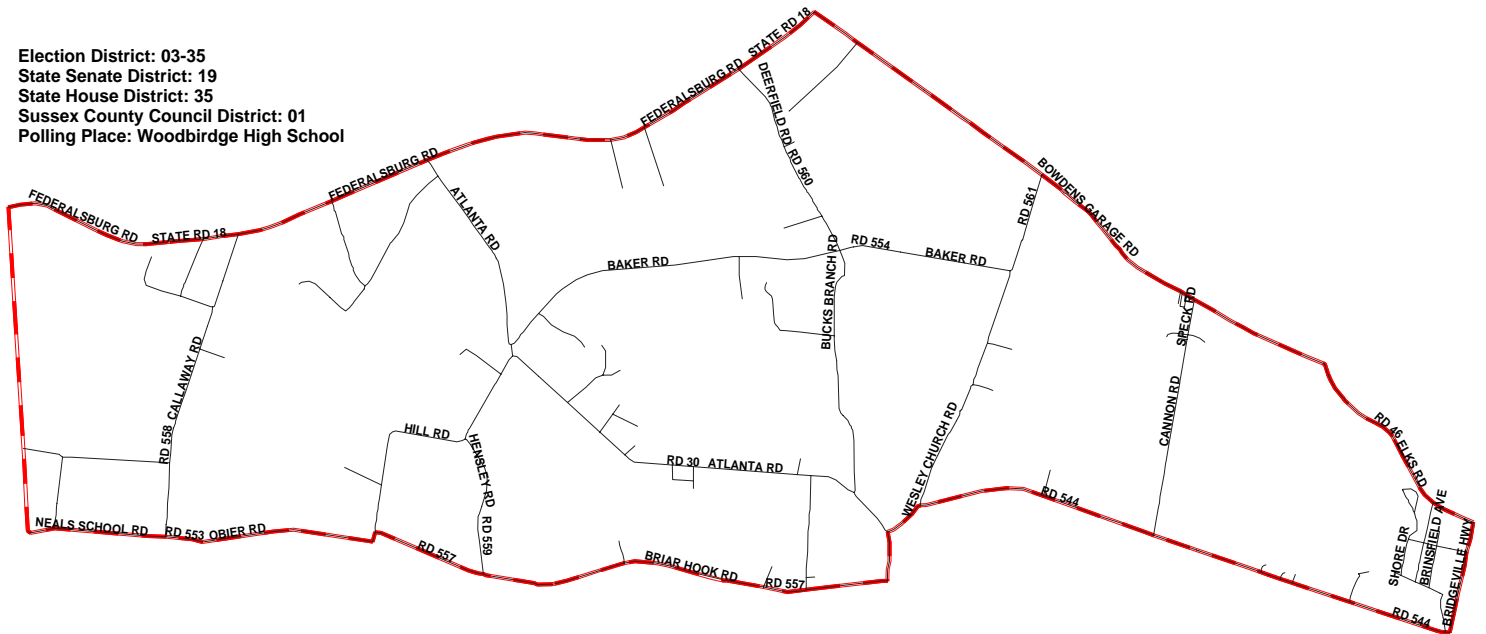 Election District: 03-35
State Senate District: 19
State House District: 35
Sussex County Council District: 01
Polling Place: Woodbirdge High School
STATE RD 18
FEDERALSBURG RD
DEERFIELD RD
RD 560
FEDERALSBURG RD
ATLANTA RD
FEDERALSBURG RD
STATE RD 18
BOWDENS GARAGE RD
RD 561
RD 554
BAKER RD
BAKER RD
BUCKS BRANCH RD
SPECK RD
CALLAWAY RD
RD 558
HILL RD
HENSLEY RD
RD 559
RD 30
ATLANTA RD
WESLEY CHURCH RD
CANNON RD
RD 46
ELKS RD
RD 544
NEALS SCHOOL RD
RD 553
OBIER RD
RD 557
BRIAR HOOK RD
RD 557
SHORE DR
BRINSFIELD AVE
BRIDGEVILLE HWY
RD 544